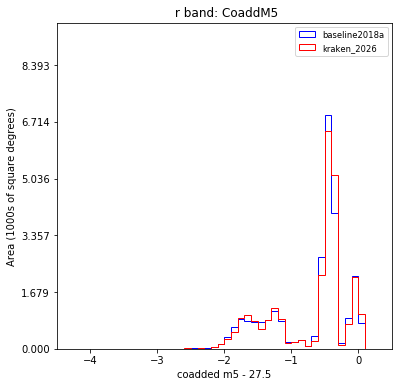 r band: CoaddM5
baseline2018a
kraken_2026
Area (1000s of square degrees)
8.393
6.714
5.036
3.357
1.679
0.000
−4 −3 −2 −1 0
coadded m5 - 27.5